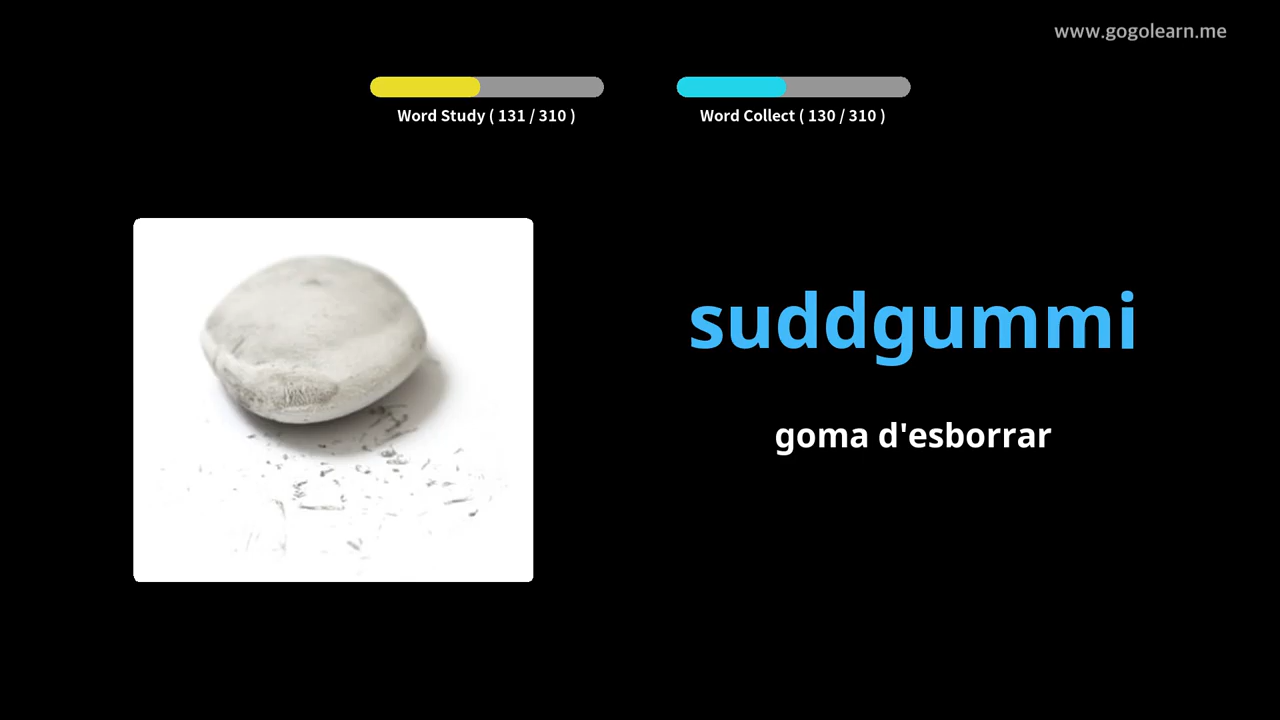 www.gogolearn.me
Word Study ( 131 / 310 )
Word Collect ( 130 / 310 )
suddgummi
goma d'esborrar